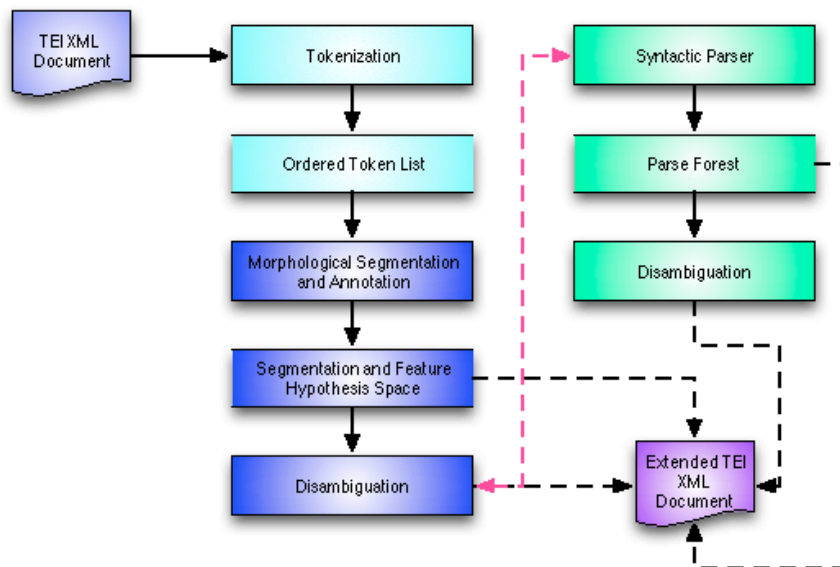 TEI XML
Document
Tokenization
Ordered Token List
Morphological Segmentation
and Annotation
Segmentation and Feature
Hypothesis Space
Disambiguation
Syntactic Parser
Parse Forest
Disambiguation
Extended TEI
XML
Document